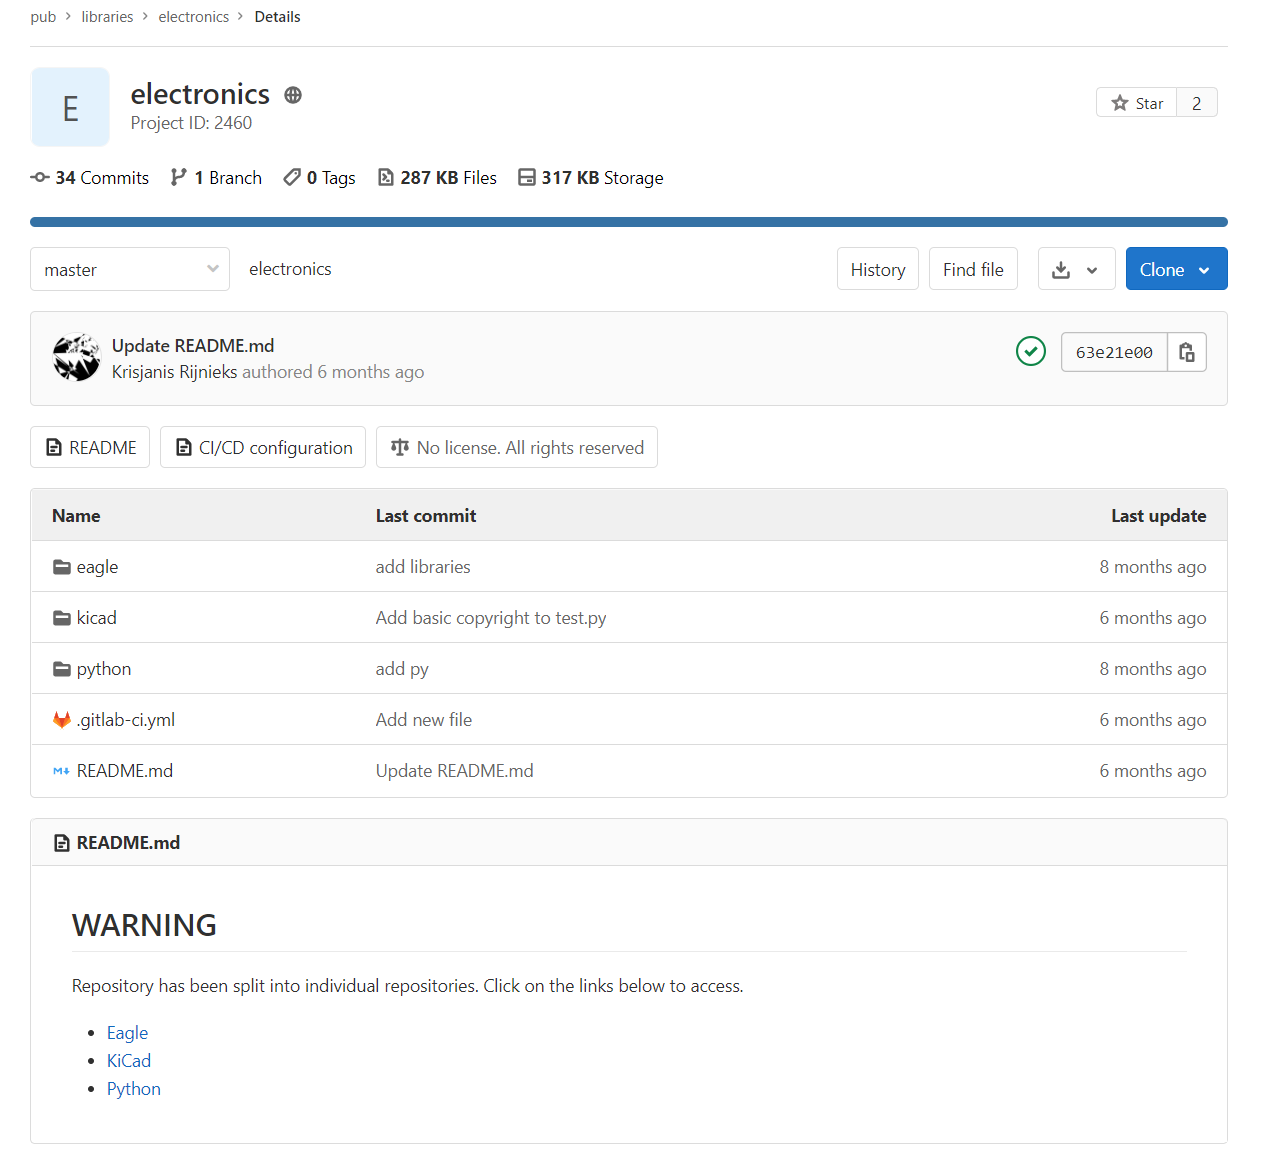 pub > libraries > electronics > Details
E
electronics
Project ID: 2460
Star 2
34 Commits 1 Branch 0 Tags 287 KB Files 317 KB Storage
master electronics History Find file Clone
Update README.md
Krisjanis Rijnieks authored 6 months ago
63e21e00
README CI/CD configuration No license. All rights reserved
Name Last commit Last update
eagle add libraries 8 months ago
kicad Add basic copyright to test.py 6 months ago
python add py 8 months ago
.gitlab-ci.yml Add new file 6 months ago
M↓ README.md Update README.md 6 months ago
README.md
WARNING
Repository has been split into individual repositories. Click on the links below to access.
• Eagle
• KiCad
• Python